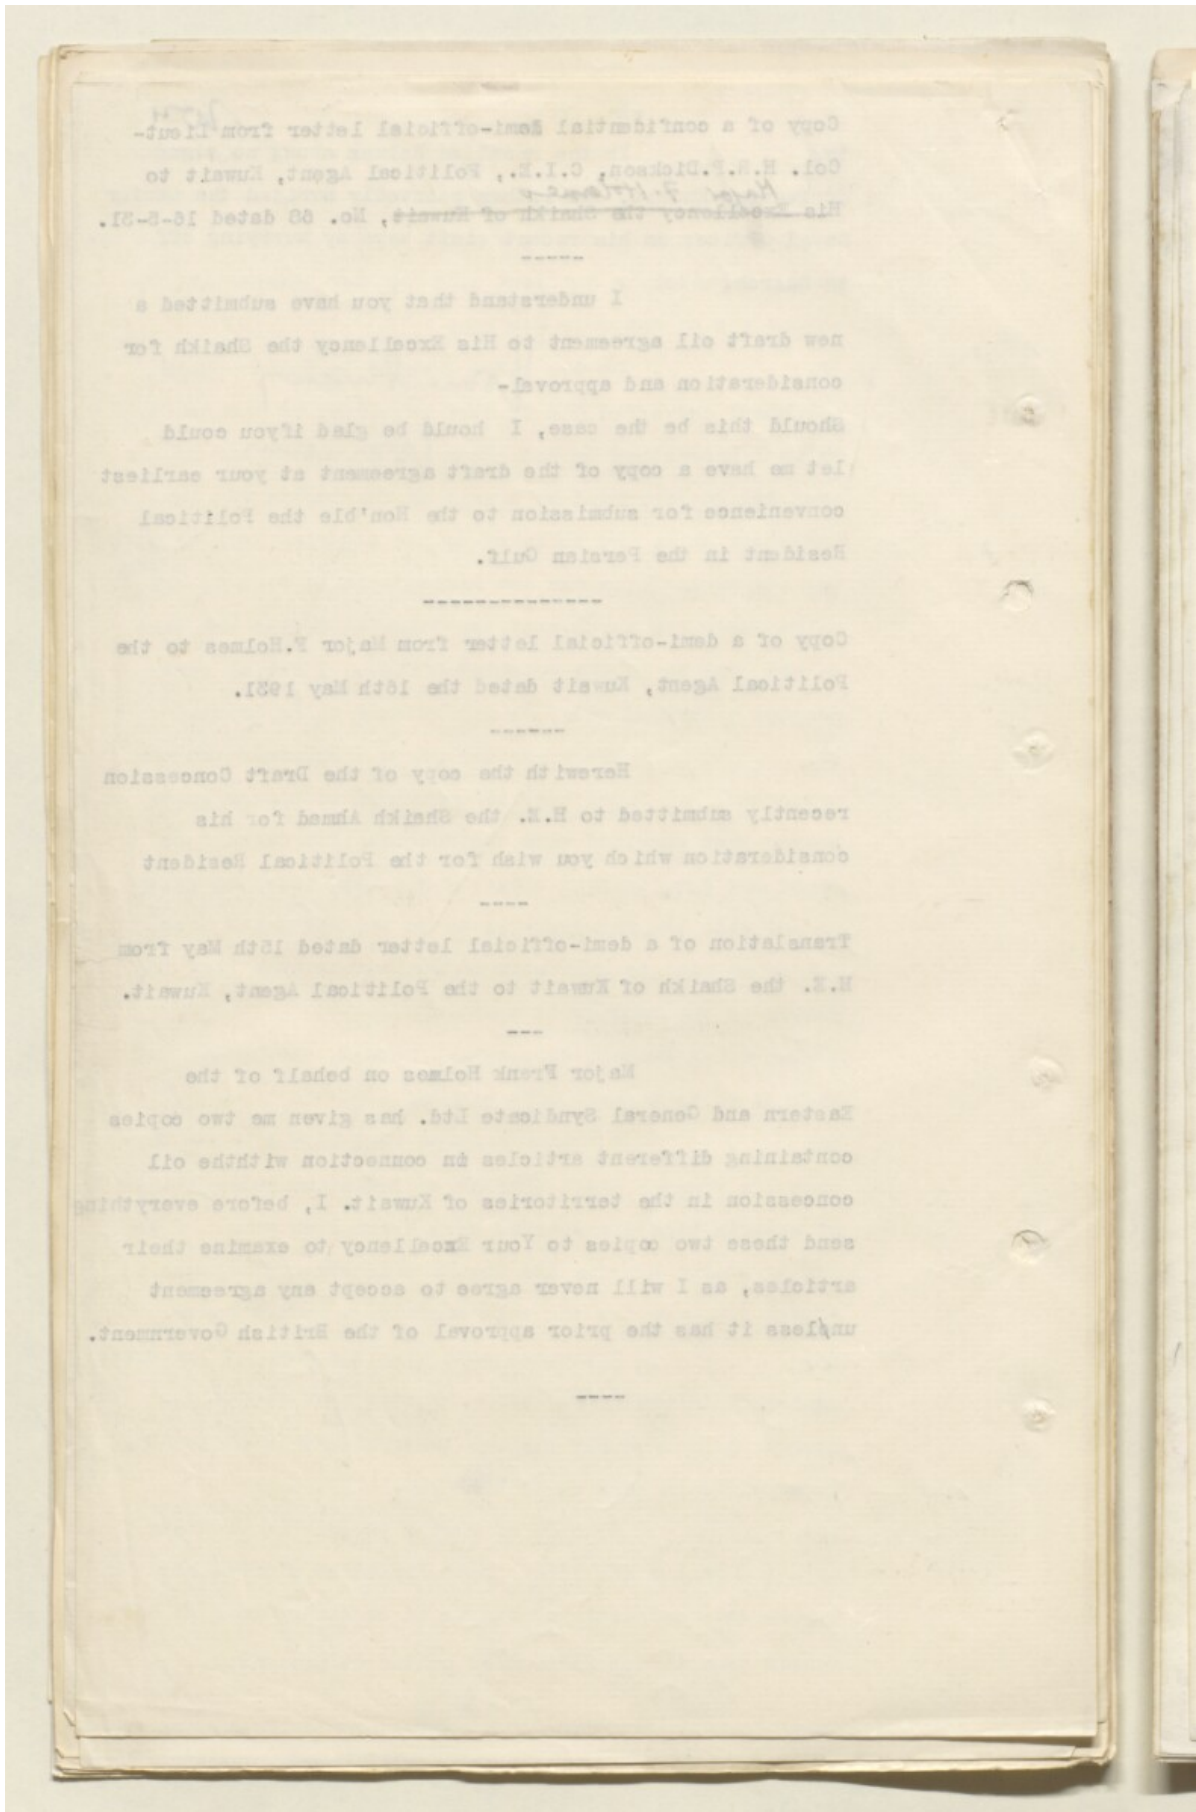 Copy of a confidential demi-official letter from Lieut-
Col. H.R.P.Dickson, C.I.E., Political Agent, Kuwait to
Major F. Holmes
His Excellency the Shaikh of Kuwait, No. 68 dated 16-5-31.
-----
I understand that you have submitted a
new draft oil agreement to His Excellency the Shaikh for
consideration and approval-
Should this be the case, I hould be glad ifyou could
let me have a copy of the draft agreement at your earliest
convenience for submission to the Hon'ble the Political
Resident in the Persian Gulf.
--------------
Copy of a demi-official letter from Major F.Holmes to the
Political Agent, Kuwait dated the 16th May 1931.
------
Herewith the copy of the Draft Concession
recently submitted to H.E. the Shaikh Ahmad for his
consideration which you wish for the Political Resident
----
Translation of a demi-official letter dated 15th May from
H.E. the Shaikh of Kuwait to the Political Agent, Kuwait.
---
Major Frank Holmes on behalf of the
Eastern and General Syndicate Ltd. has given me two copies
containing different articles in connection withthe oil
concession in the territories of Kuwait. I, before everything
send these two copies to Your Excellency to examine their
articles, as I will never agree to accept any agreement
unless it has the prior approval of the British Government.
----